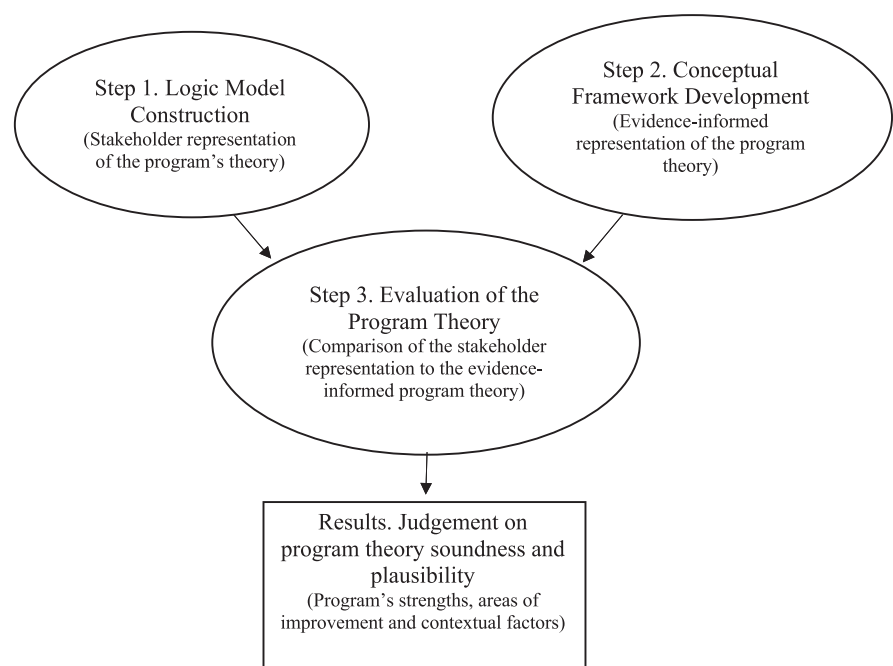 Step 1. Logic Model
Construction
(Stakeholder representation
of the program's theory)
Step 2. Conceptual
Framework Development
(Evidence-informed
representation of the program
theory)
Step 3. Evaluation of the
Program Theory
(Comparison of the stakeholder
representation to the evidence-
informed program theory)
Results. Judgement on
program theory soundness and
plausibility
(Program's strengths, areas of
improvement and contextual factors)